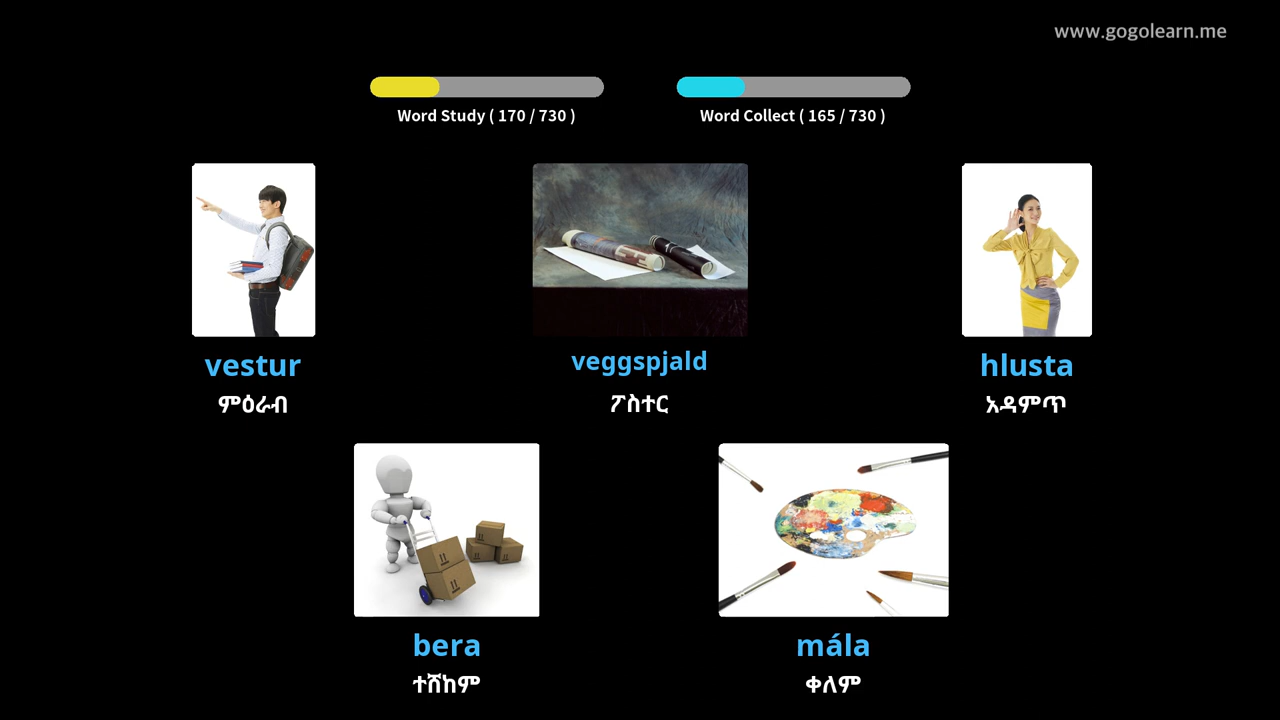 www.gogolearn.me
Word Study ( 170 / 730 )
Word Collect ( 165 / 730 )
vestur
ምዕራብ
veggspjald
ፖስተር
hlusta
አዳምጥ
bera
ተሸከም
mála
ቀለም